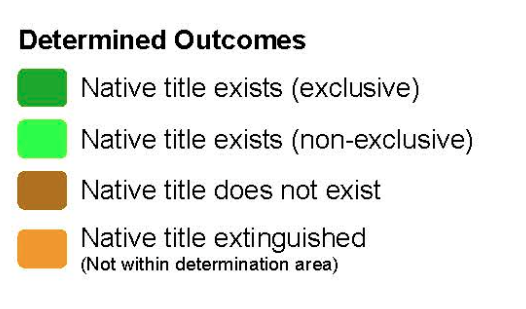 Determined Outcomes
Native title exists (exclusive)
Native title exists (non-exclusive)
Native title does not exist
Native title extinguished
(Not within determination area)